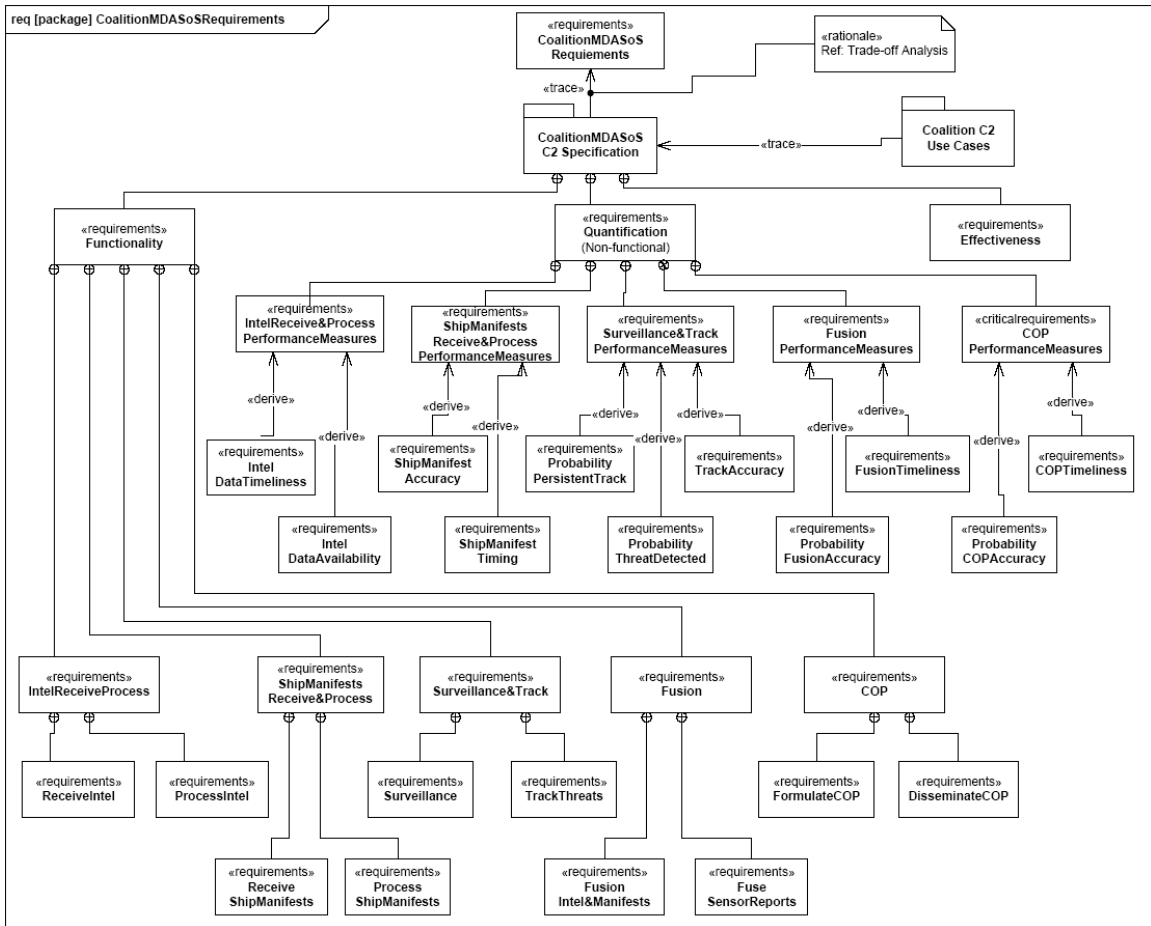 req [package] CoalitionMDASoSRequirements
«requirements»
CoalitionMDASoS
Requiements
«rationale»
Ref: Trade-off Analysis
«trace»
CoalitionMDASoS
C2 Specification
«trace»
Coalition C2
Use Cases
«requirements»
Functionality
«requirements»
Quantification
(Non-functional)
«requirements»
Effectiveness
«requirements»
IntelReceive&Process
PerformanceMeasures
«requirements»
ShipManifests
Receive&Process
PerformanceMeasures
«requirements»
Surveillance&Track
PerformanceMeasures
«requirements»
Fusion
PerformanceMeasures
«criticalrequirements»
COP
PerformanceMeasures
«derive»
«derive»
«derive»
«derive»
«derive»
«derive»
«derive»
«derive»
«derive»
«derive»
«derive»
«requirements»
Intel
DataTimeliness
«requirements»
ShipManifest
Accuracy
«requirements»
Probability
PersistentTrack
«requirements»
TrackAccuracy
«requirements»
FusionTimeliness
«requirements»
COPTimeliness
«requirements»
Intel
DataAvailability
«requirements»
ShipManifest
Timing
«requirements»
Probability
ThreatDetected
«requirements»
Probability
FusionAccuracy
«requirements»
Probability
COPAccuracy
«requirements»
IntelReceiveProcess
«requirements»
ShipManifests
Receive&Process
«requirements»
Surveillance&Track
«requirements»
Fusion
«requirements»
COP
«requirements»
ReceiveIntel
«requirements»
ProcessIntel
«requirements»
Surveillance
«requirements»
TrackThreats
«requirements»
FormulateCOP
«requirements»
DisseminateCOP
«requirements»
Receive
ShipManifests
«requirements»
Process
ShipManifests
«requirements»
Fusion
Intel&Manifests
«requirements»
Fuse
SensorReports